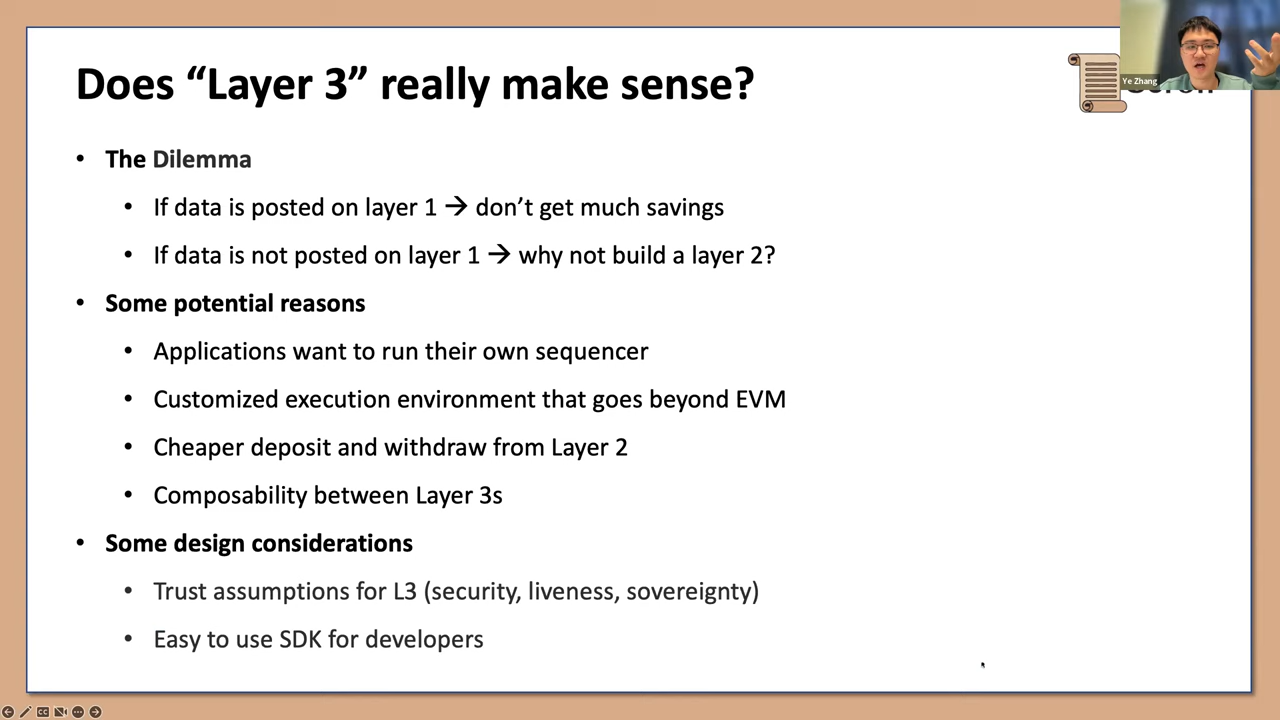 Does “Layer 3” really make sense?
Ye Zhang
• The Dilemma
• If data is posted on layer 1 → don’t get much savings
• If data is not posted on layer 1 → why not build a layer 2?
• Some potential reasons
• Applications want to run their own sequencer
• Customized execution environment that goes beyond EVM
• Cheaper deposit and withdraw from Layer 2
• Composability between Layer 3s
• Some design considerations
• Trust assumptions for L3 (security, liveness, sovereignty)
• Easy to use SDK for developers